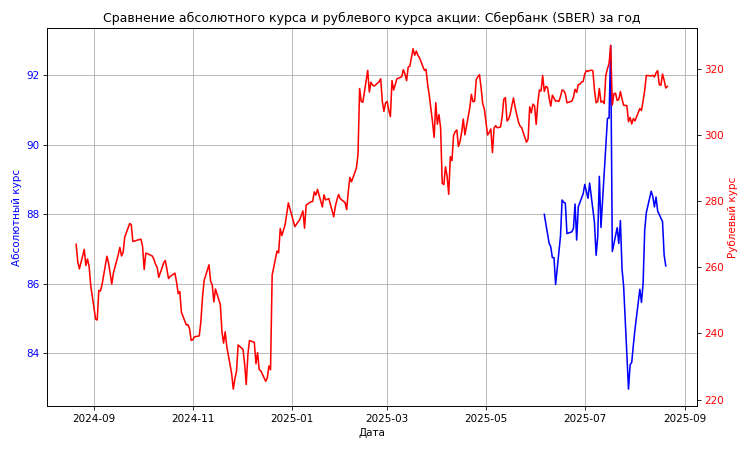 Сравнение абсолютного курса и рублевого курса акции: Сбербанк (SBER) за год
Абсолютный курс
92
90
88
86
84
320
300
280
260
240
220
Рублевый курс
2024-09 2024-11 2025-01 2025-03 2025-05 2025-07 2025-09
Дата